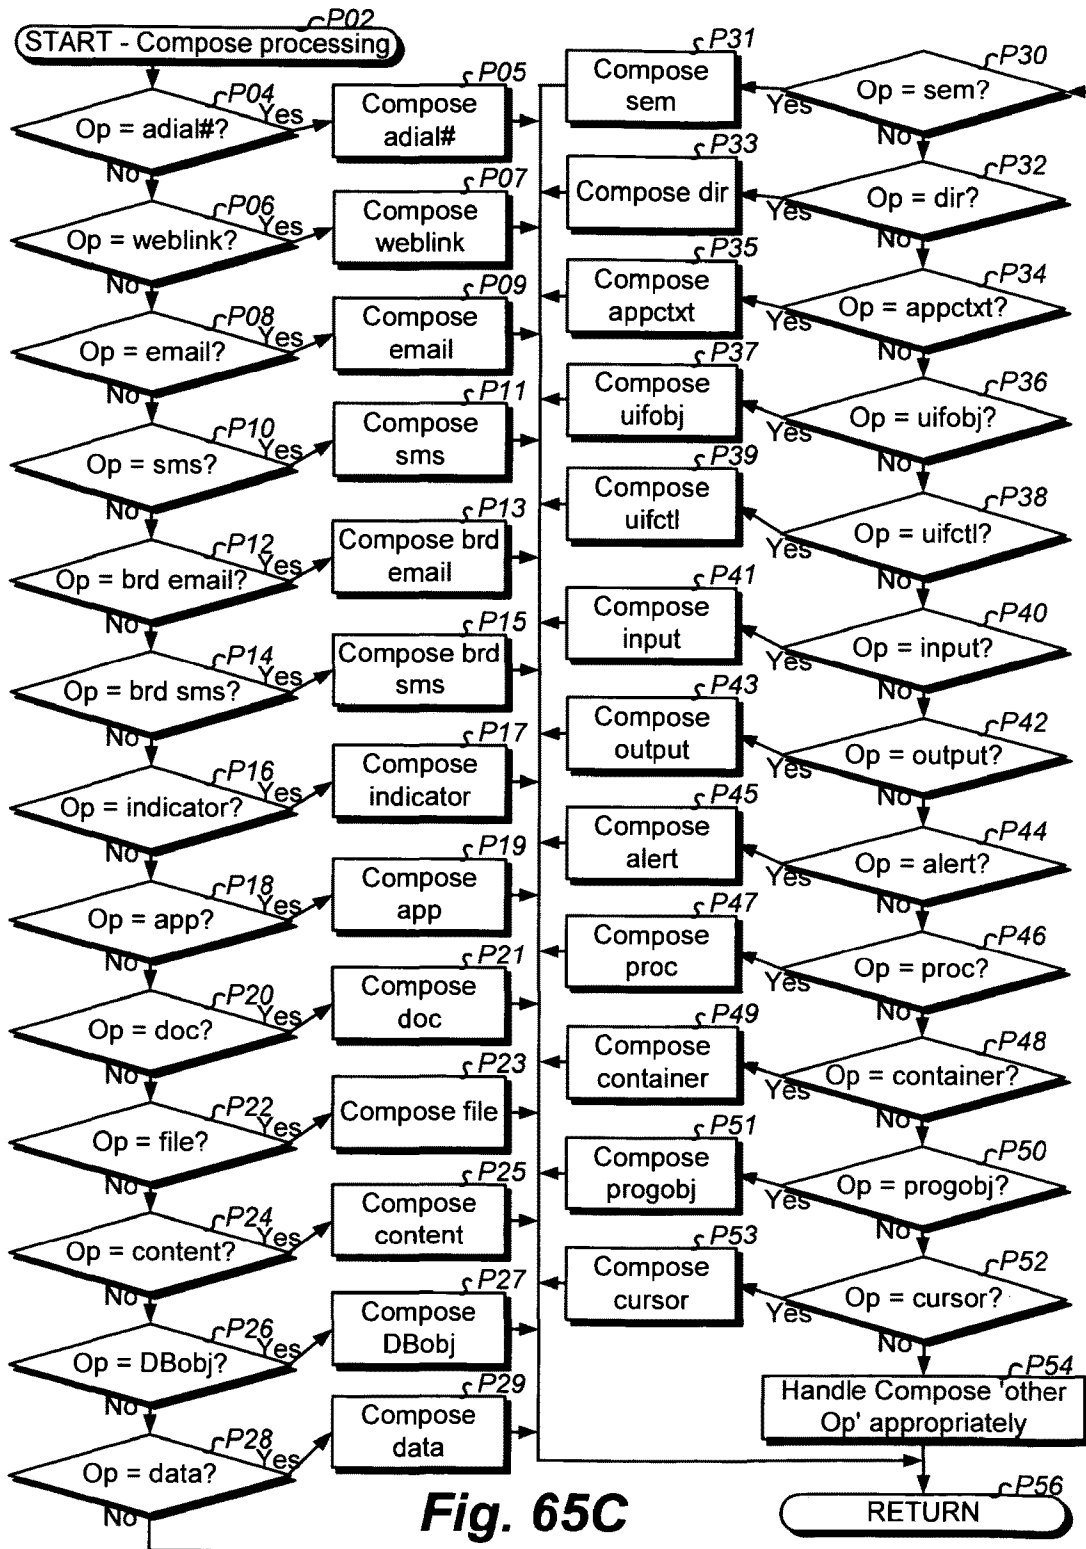 P02
START - Compose processing
P04
Op = adial#?
Yes
No
P05
Compose
adial#
P06
Op = weblink?
Yes
No
P07
Compose
weblink
P08
Op = email?
Yes
No
P09
Compose
email
P10
Op = sms?
Yes
No
P11
Compose
sms
P12
Op = brd email?
Yes
No
P13
Compose brd
email
P14
Op = brd sms?
Yes
No
P15
Compose brd
sms
P16
Op = indicator?
Yes
No
P17
Compose
indicator
P18
Op = app?
Yes
No
P19
Compose
app
P20
Op = doc?
Yes
No
P21
Compose
doc
P22
Op = file?
Yes
No
P23
Compose file
P24
Op = content?
Yes
No
P25
Compose
content
P26
Op = DBobj?
Yes
No
P27
Compose
DBobj
P28
Op = data?
Yes
No
P29
Compose
data
P30
Op = sem?
Yes
No
P31
Compose
sem
P32
Op = dir?
Yes
No
P33
Compose dir
P34
Op = appctxt?
Yes
No
P35
Compose
appctxt
P36
Op = uifobj?
Yes
No
P37
Compose
uifobj
P38
Op = uifctl?
Yes
No
P39
Compose
uifctl
P40
Op = input?
Yes
No
P41
Compose
input
P42
Op = output?
Yes
No
P43
Compose
output
P44
Op = alert?
Yes
No
P45
Compose
alert
P46
Op = proc?
Yes
No
P47
Compose
proc
P48
Op = container?
Yes
No
P49
Compose
container
P50
Op = progobj?
Yes
No
P51
Compose
progobj
P52
Op = cursor?
Yes
No
P53
Compose
cursor
P54
Handle Compose 'other
Op' appropriately
P56
RETURN
Fig. 65C